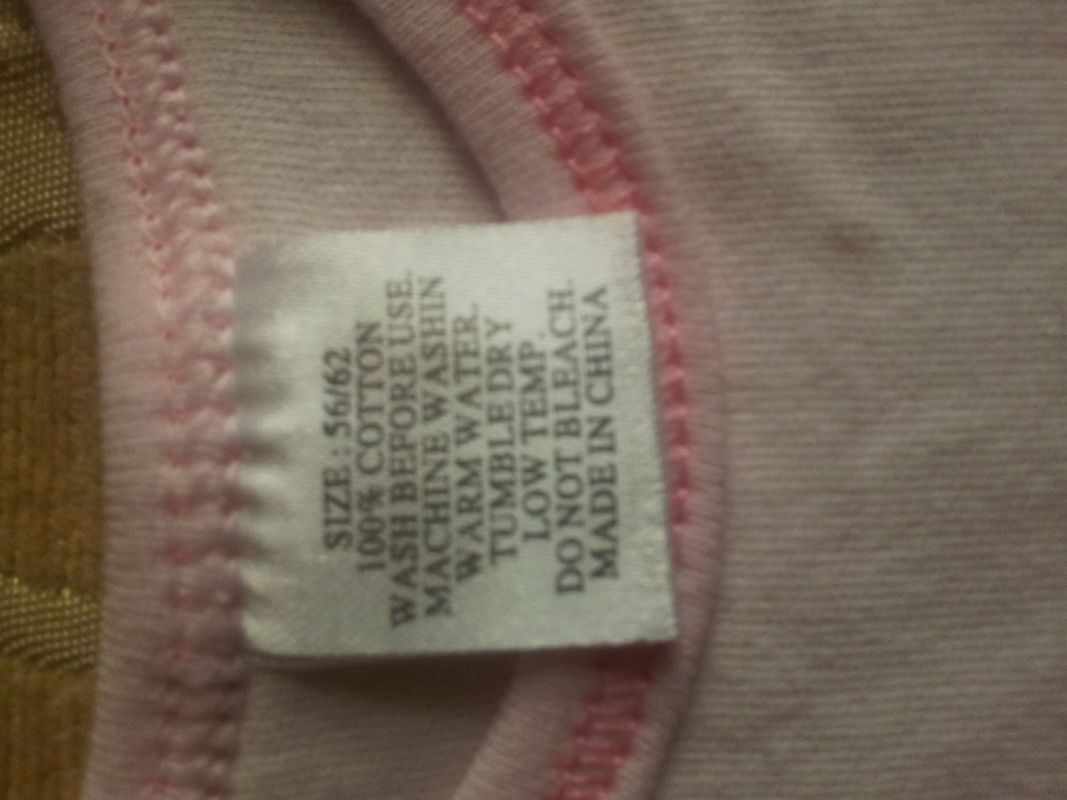 SIZE : 56/62
100% COTTON
WASH BEFORE USE.
MACHINE WASHIN
WARM WATER.
TUMBLE DRY
LOW TEMP.
DO NOT BLEACH.
MADE IN CHINA